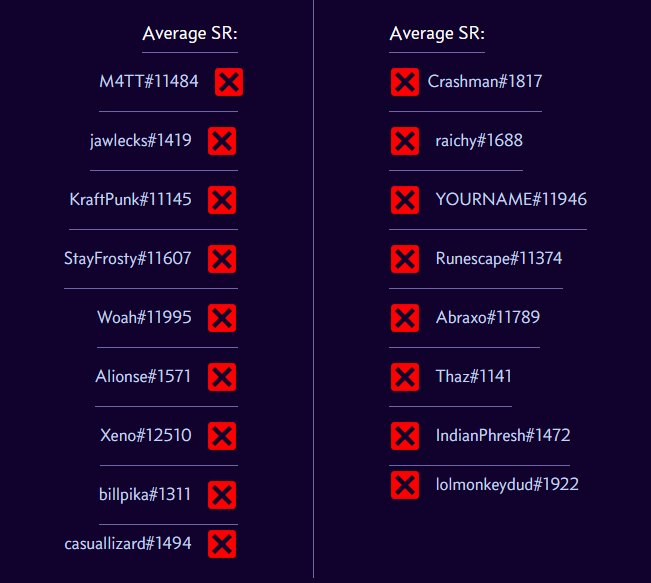 Average SR:
M4TT#11484
jawlecks#1419
KraftPunk#11145
StayFrosty#11607
Woah#11995
Alionse#1571
Xeno#12510
billpika#1311
casuallizard#1494
Average SR:
Crashman#1817
raichy#1688
YOURNAME#11946
Runescape#11374
Abraxo#11789
Thaz#1141
IndianPhresh#1472
lolmonkeydud#1922